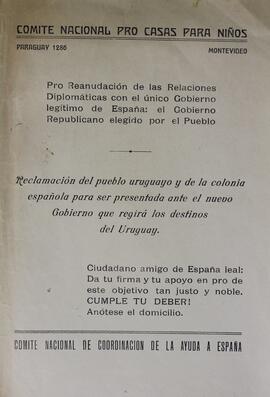 COMITE NACIONAL PRO CASAS PARA NIÑOS
PARAGUAY 1286 MONTEVIDEO
Pro Reanudación de las Relaciones
Diplomáticas con el único Gobierno
legítimo de España: el Gobierno
Republicano elegido por el Pueblo
Reclamación del pueblo uruguayo y de la colonia
española para ser presentada ante el nuevo
Gobierno que regirá los destinos
del Uruguay.
Ciudadano amigo de España leal:
Da tu firma y tu apoyo en pro de
este objetivo tan justo y noble.
CUMPLE TU DEBER!
Anótese el domicilio.
COMITE NACIONAL DE COORDINACION DE LA AYUDA A ESPAÑA